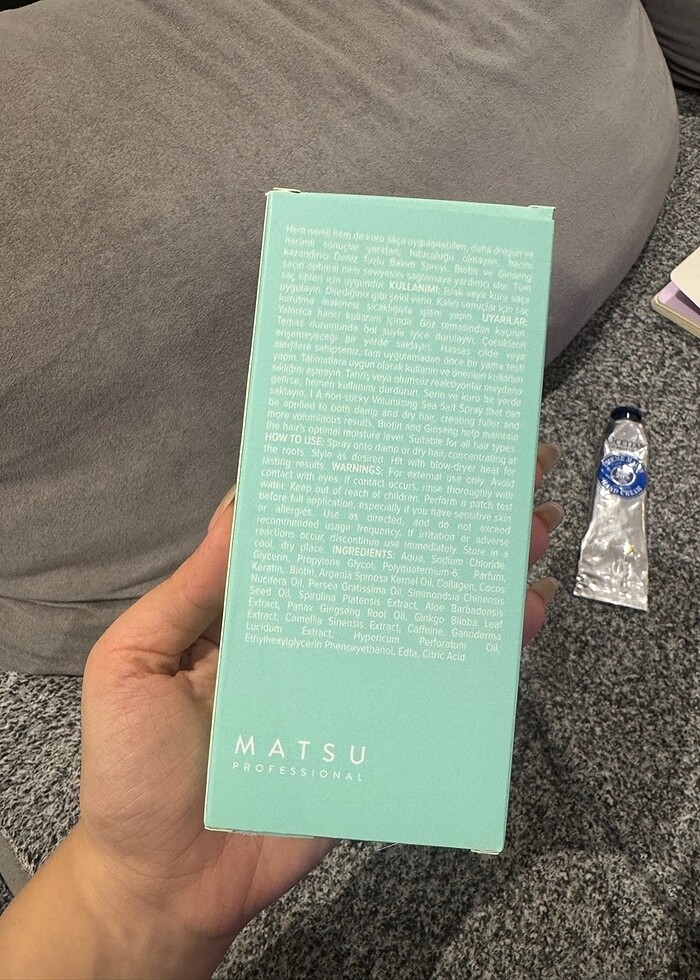 Hem nemli hem de kuru saça uygulanabilen, daha dolgun ve
hacimli sonuçlar yaratan, tutuculuğu olmayan, hacim
kazandırıcı Deniz Tuzlu Bakım Spreyi. Biotin ve Ginseng
saçın optimal nem seviyesini sağlamaya yardımcı olur. Tüm
saç tipleri için uygundur. KULLANIMI: Islak veya kuru saça
uygulayın. Dilediğiniz gibi şekil verin. Kalıcı sonuçlar için saç
kurutma makinesi sıcaklığıyla işlem yapın. UYARILAR:
Yalnızca harici kullanım içindir. Göz temasından kaçının.
Temas durumunda bol suyla iyice durulayın. Çocukların
erişemeyeceği bir yerde saklayın. Hassas cilde veya
alerjilere sahipseniz, tam uygulamadan önce bir yama testi
yapın. Talimatlara uygun olarak kullanın ve önerilen kullanım
sıklığını aşmayın. Tahriş veya olumsuz reaksiyonlar meydana
gelirse, hemen kullanımı durdurun. Serin ve kuru bir yerde
saklayın. I A non-sticky Volumizing Sea Salt Spray that can
be applied to both damp and dry hair, creating fuller and
more voluminous results, Biotin and Ginseng help maintain
the hair's optimal moisture level. Suitable for all hair types.
HOW TO USE: Spray onto damp or dry hair, concentrating on
the roots. Style as desired. Hit with blow-dryer heat for
lasting results. WARNINGS: For external use only. Avoid
contact with eyes. If contact occurs, rinse thoroughly with
water. Keep out of reach of children. Perform a patch test
before full application, especially if you have sensitive skin
or allergies. Use as directed, and do not exceed
recommended usage frequency. If irritation or adverse
reactions occur, discontinue use immediately. Store in a
cool, dry place. INGREDIENTS: Aqua, Sodium Chloride,
Glycerin, Propylene Glycol, Polyquaternium-6, Parfum,
Keratin, Biotin, Argania Spinosa Kernel Oil, Collagen, Cocos
Nucifera Oil, Persea Gratissima Oil, Simmondsia Chinensis
Seed Oil, Spirulina Platensis Extract, Aloe Barbadensis
Extract, Panax Gingseng Root Oil, Ginkgo Biloba Leaf
Extract, Camellia Sinensis Extract, Caffeine, Ganoderma
Lucidum Extract, Hypericum Perforatum Oil,
Ethylhexylglycerin Phenoxyethanol, Edta, Citric Acid
MATSU
PROFESSIONAL
L'OCCITANE
HAND CREAM